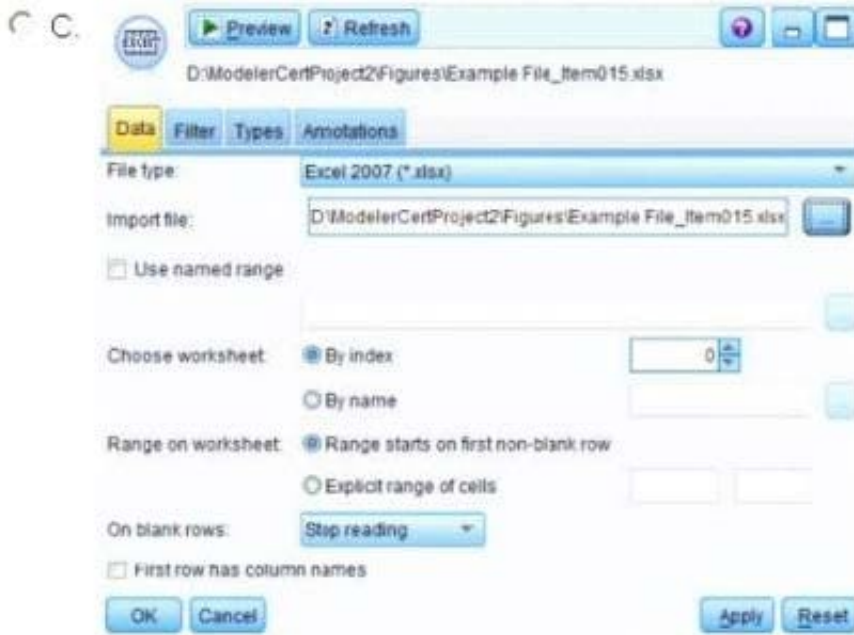 C.
EXCEL
Preview
Refresh
D:\ModelerCertProject2\Figures\Example File_Item015.xlsx
Data Filter Types Annotations
File type: Excel 2007 (*.xlsx)
Import file: D:\ModelerCertProject2\Figures\Example File_Item015.xlsx ...
Use named range
...
Choose worksheet: By index 0
By name ...
Range on worksheet: Range starts on first non-blank row
Explicit range of cells
On blank rows: Stop reading
First row has column names
OK Cancel Apply Reset